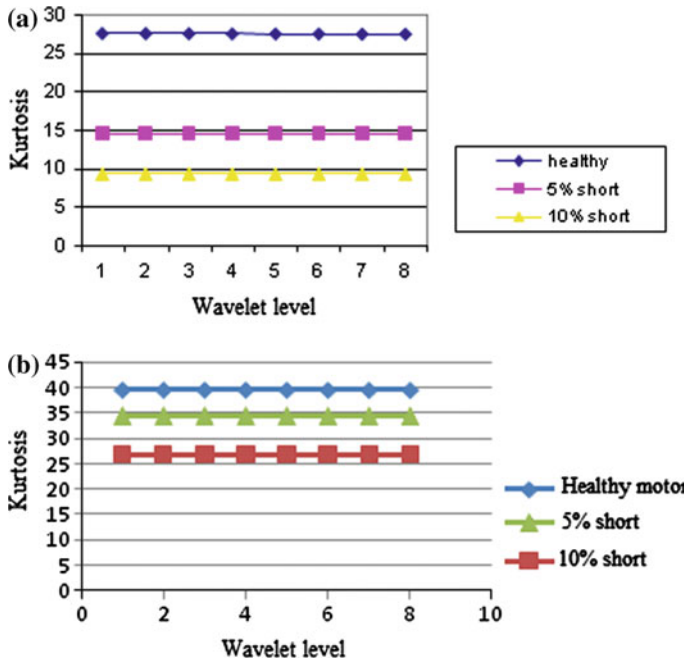 (a)
30
25
20
15
10
5
0
Kurtosis
1 2 3 4 5 6 7 8
Wavelet level
healthy
5% short
10% short
(b)
45
40
35
30
25
20
15
10
5
0
Kurtosis
0 2 4 6 8 10
Wavelet level
Healthy motor
5% short
10% short